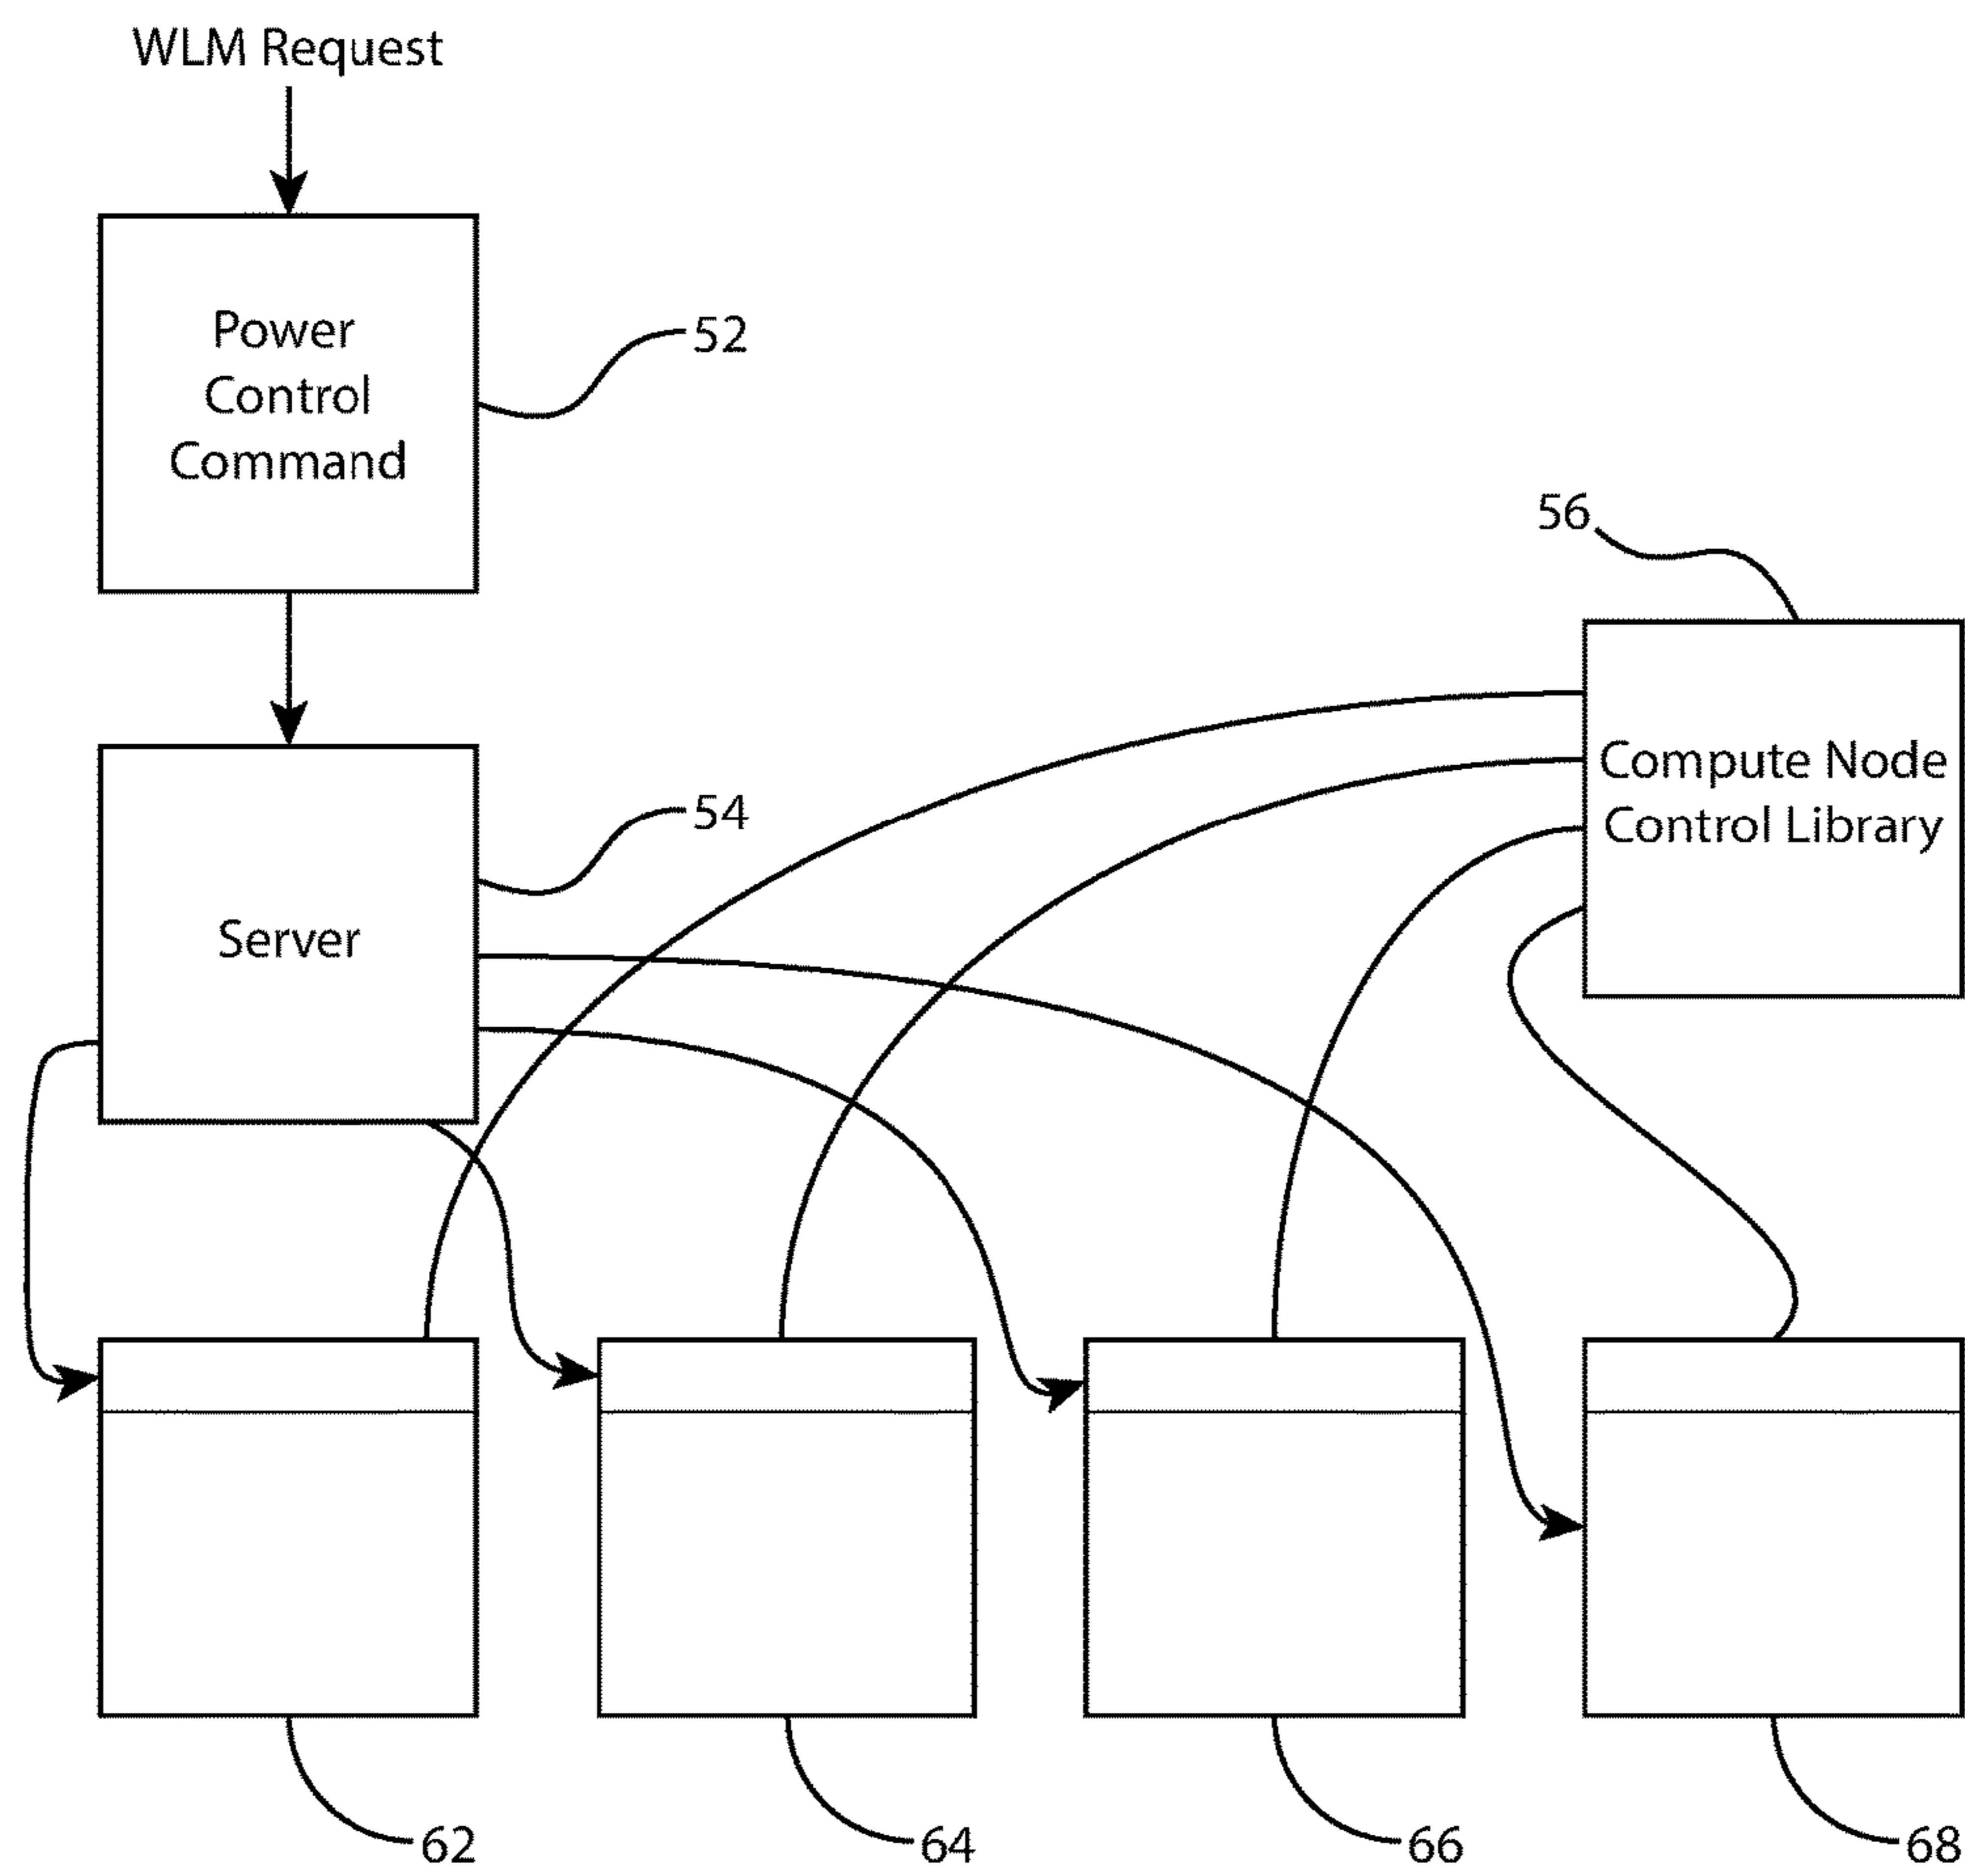 WLM Request
Power
Control
Command
52
56
Compute Node
Control Library
54
Server
62
64
66
68